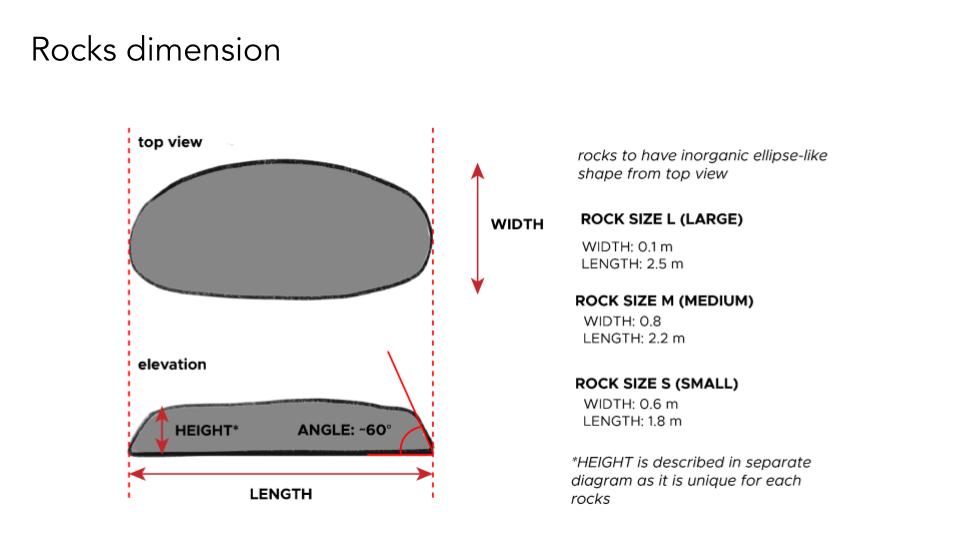 Rocks dimension
top view
WIDTH
elevation
HEIGHT*
ANGLE: ~60°
LENGTH
rocks to have inorganic ellipse-like
shape from top view
ROCK SIZE L (LARGE)
WIDTH: 0.1 m
LENGTH: 2.5 m
ROCK SIZE M (MEDIUM)
WIDTH: 0.8
LENGTH: 2.2 m
ROCK SIZE S (SMALL)
WIDTH: 0.6 m
LENGTH: 1.8 m
*HEIGHT is described in separate
diagram as it is unique for each
rocks